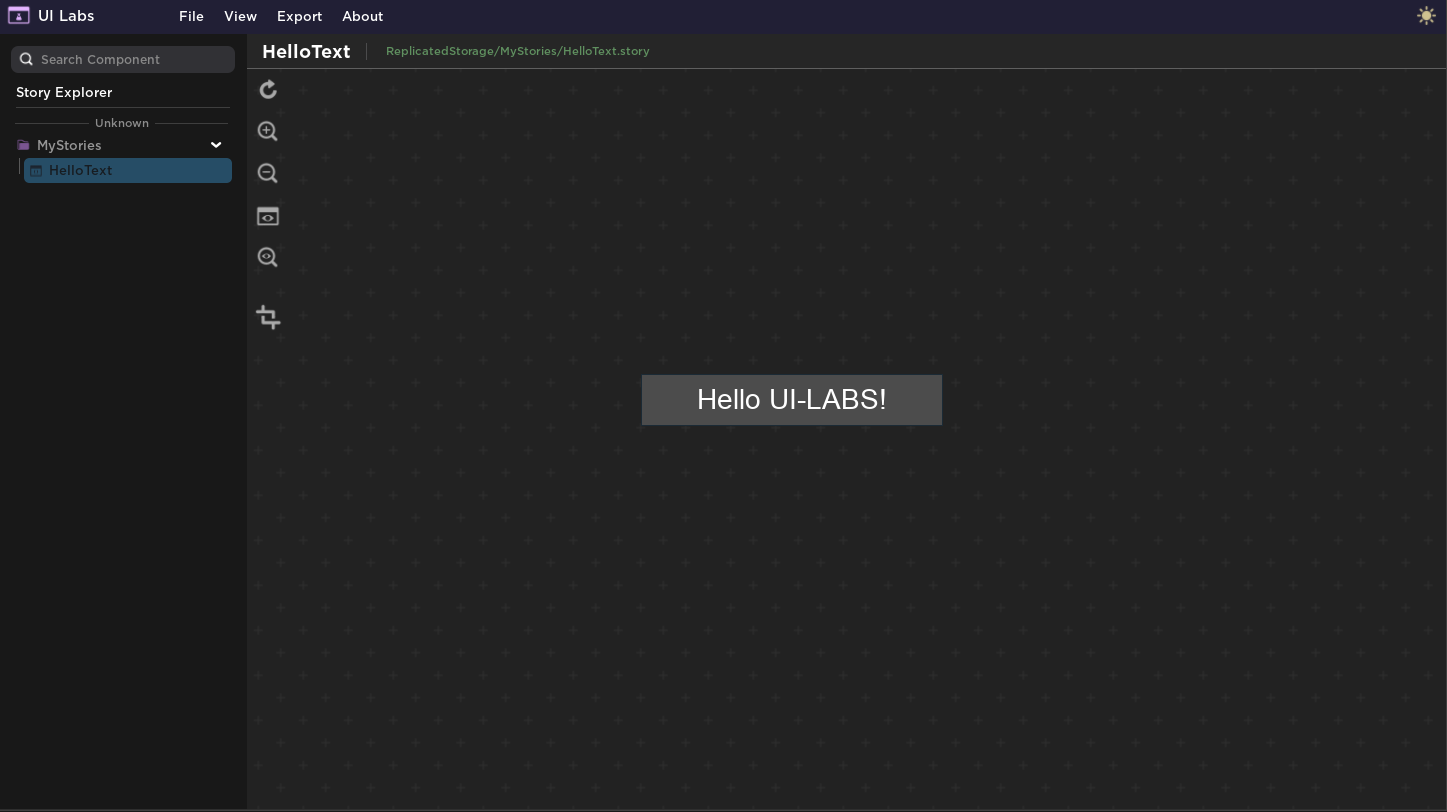 UI Labs File View Export About
Search Component
HelloText ReplicatedStorage/MyStories/HelloText.story
Story Explorer
Unknown
MyStories
HelloText
Hello UI-LABS!